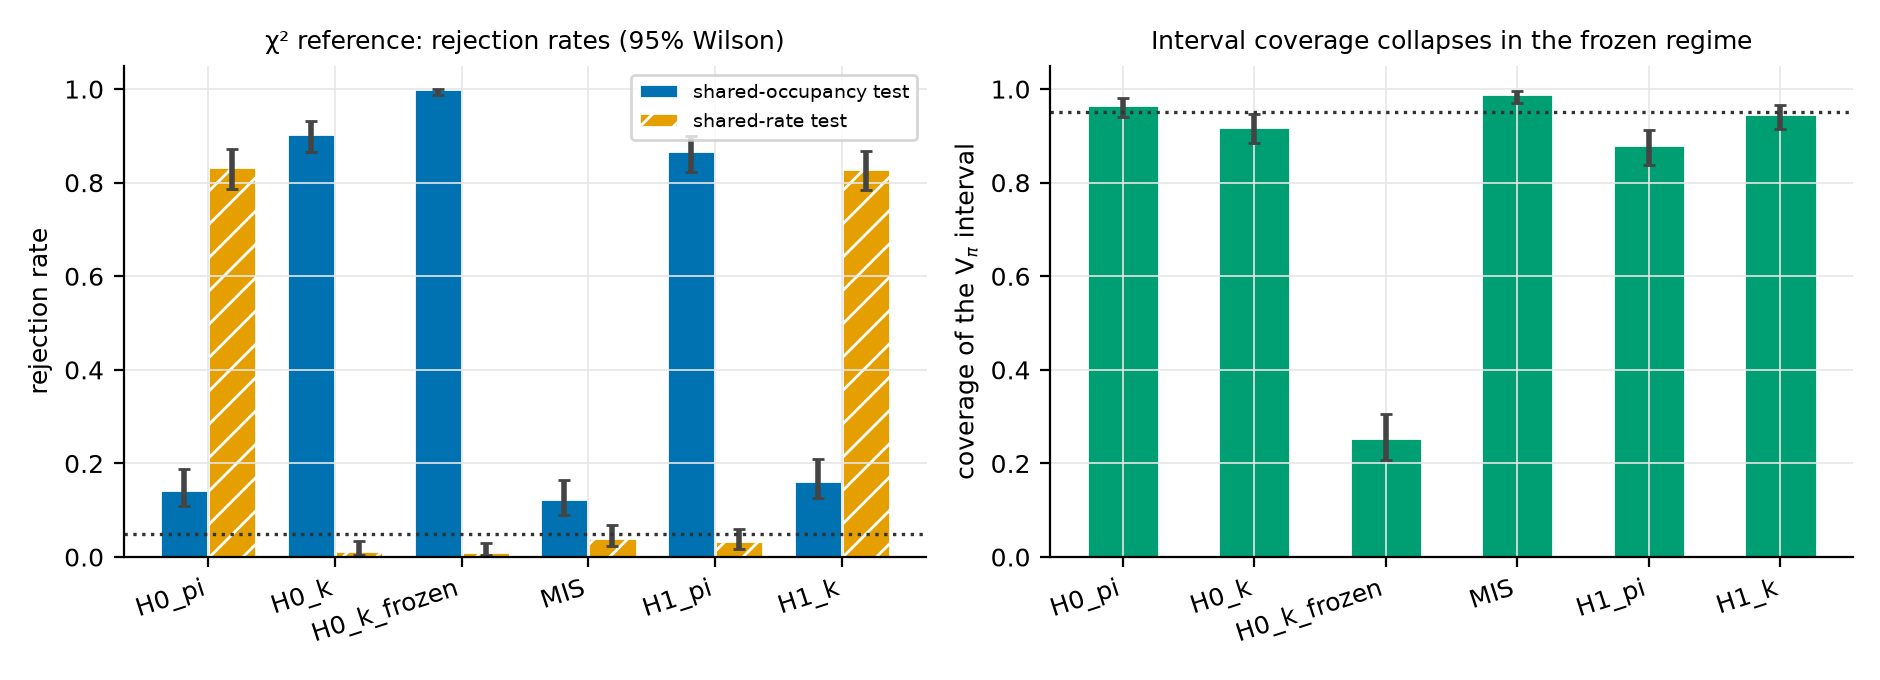 χ² reference: rejection rates (95% Wilson)
rejection rate
1.0
0.8
0.6
0.4
0.2
0.0
shared-occupancy test
shared-rate test
H0_pi
H0_k
H0_k_frozen
MIS
H1_pi
H1_k
Interval coverage collapses in the frozen regime
coverage of the Vπ interval
1.0
0.8
0.6
0.4
0.2
0.0
H0_pi
H0_k
H0_k_frozen
MIS
H1_pi
H1_k